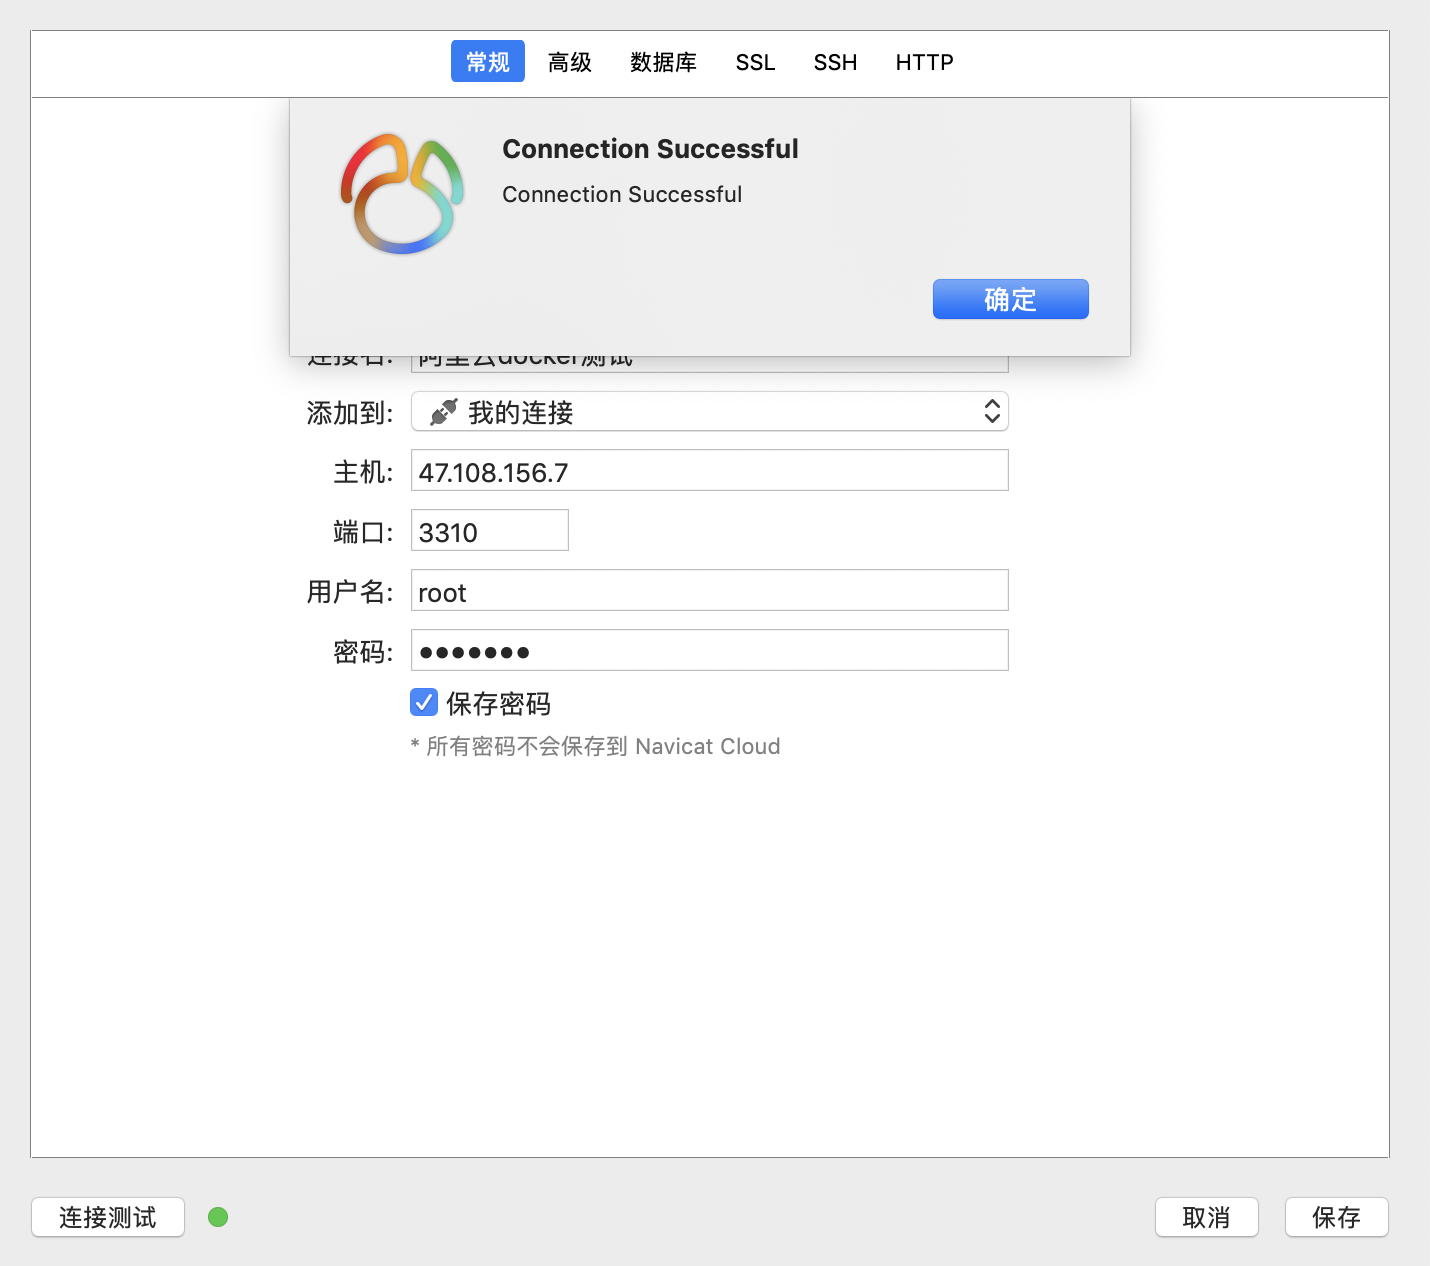 常规 高级 数据库 SSL SSH HTTP
Connection Successful
Connection Successful
确定
连接名: 阿里云docker测试
添加到: 我的连接
主机: 47.108.156.7
端口: 3310
用户名: root
密码: •••••••
保存密码
* 所有密码不会保存到 Navicat Cloud
连接测试 取消 保存